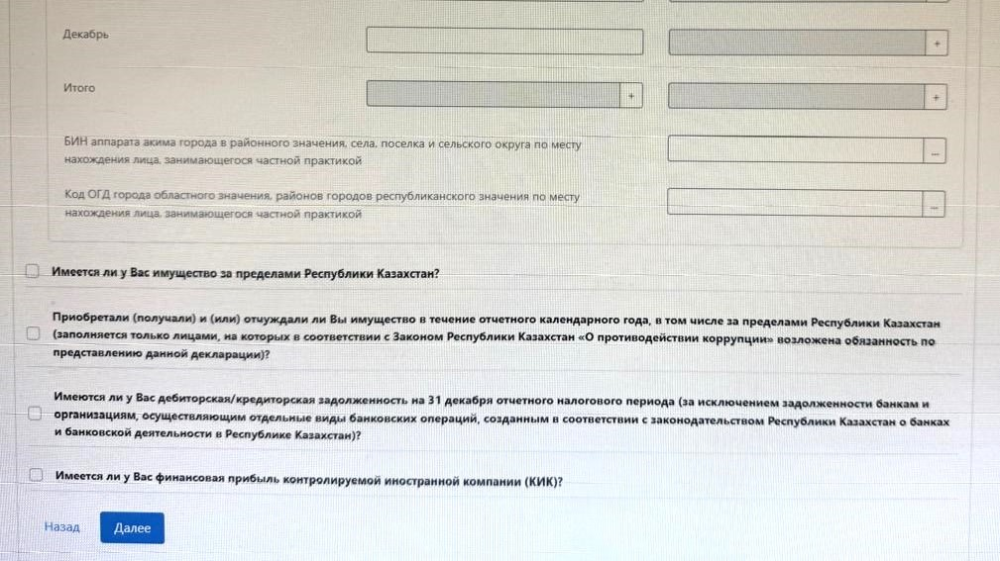 Декабрь
+
Итого
+
+
БИН аппарата акима города в районного значения, села, поселка и сельского округа по месту
нахождения лица, занимающегося частной практикой
...
Код ОГД города областного значения, районов городов республиканского значения по месту
нахождения лица, занимающегося частной практикой
...
Имеется ли у Вас имущество за пределами Республики Казахстан?
Приобретали (получали) и (или) отчуждали ли Вы имущество в течение отчетного календарного года, в том числе за пределами Республики Казахстан
(заполняется только лицами, на которых в соответствии с Законом Республики Казахстан «О противодействии коррупции» возложена обязанность по
представлению данной декларации)?
Имеются ли у Вас дебиторская/кредиторская задолженность на 31 декабря отчетного налогового периода (за исключением задолженности банкам и
организациям, осуществляющим отдельные виды банковских операций, созданным в соответствии с законодательством Республики Казахстан о банках
и банковской деятельности в Республике Казахстан)?
Имеется ли у Вас финансовая прибыль контролируемой иностранной компании (КИК)?
Назад
Далее